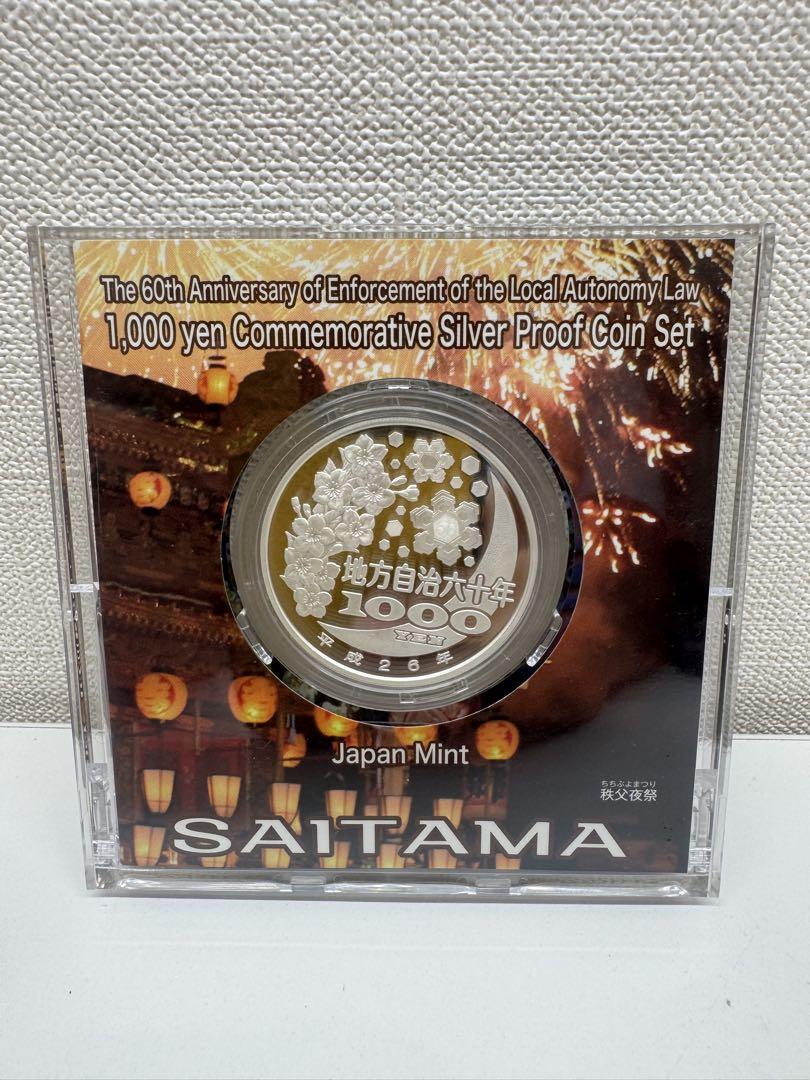 The 60th Anniversary of Enforcement of the Local Autonomy Law
1,000 yen Commemorative Silver Proof Coin Set
地方自治六十年
1000
YEN
平成26年
Japan Mint
ちちぶよまつり
秩父夜祭
SAITAMA